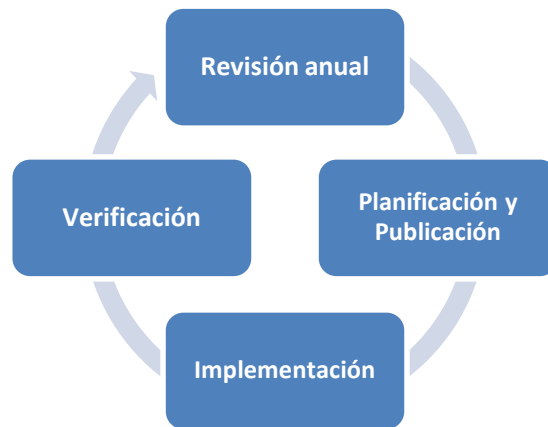 Revisión anual
Planificación y
Publicación
Implementación
Verificación